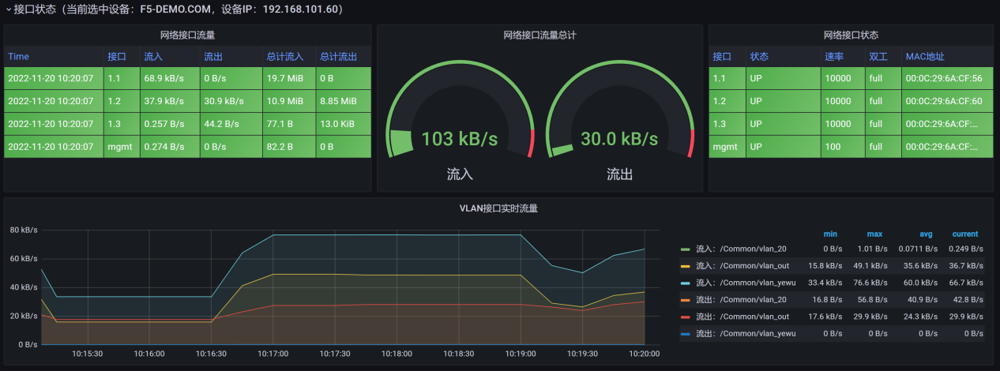 接口状态（当前选中设备：F5-DEMO.COM，设备IP：192.168.101.60）
网络接口流量
Time 接口 流入 流出 总计流入 总计流出
2022-11-20 10:20:07 1.1 68.9 kB/s 0 B/s 19.7 MiB 0 B
2022-11-20 10:20:07 1.2 37.9 kB/s 30.9 kB/s 10.9 MiB 8.85 MiB
2022-11-20 10:20:07 1.3 0.257 B/s 44.2 B/s 77.1 B 13.0 KiB
2022-11-20 10:20:07 mgmt 0.274 B/s 0 B/s 82.2 B 0 B
网络接口流量总计
103 kB/s
流入
30.0 kB/s
流出
网络接口状态
接口 状态 速率 双工 MAC地址
1.1 UP 10000 full 00:0C:29:6A:CF:56
1.2 UP 10000 full 00:0C:29:6A:CF:60
1.3 UP 10000 full 00:0C:29:6A:CF:...
mgmt UP 100 full 00:0C:29:6A:CF:...
VLAN接口实时流量
80 kB/s
60 kB/s
40 kB/s
20 kB/s
0 B/s
10:15:30 10:16:00 10:16:30 10:17:00 10:17:30 10:18:00 10:18:30 10:19:00 10:19:30 10:20:00
min max avg current
流入：/Common/vlan_20 0 B/s 1.01 B/s 0.0711 B/s 0.249 B/s
流入：/Common/vlan_out 15.8 kB/s 49.1 kB/s 35.6 kB/s 36.7 kB/s
流入：/Common/vlan_yewu 33.4 kB/s 76.6 kB/s 60.0 kB/s 66.7 kB/s
流出：/Common/vlan_20 16.8 B/s 56.8 B/s 40.9 B/s 42.8 B/s
流出：/Common/vlan_out 17.6 kB/s 29.9 kB/s 24.3 kB/s 29.9 kB/s
流出：/Common/vlan_yewu 0 B/s 0 B/s 0 B/s 0 B/s